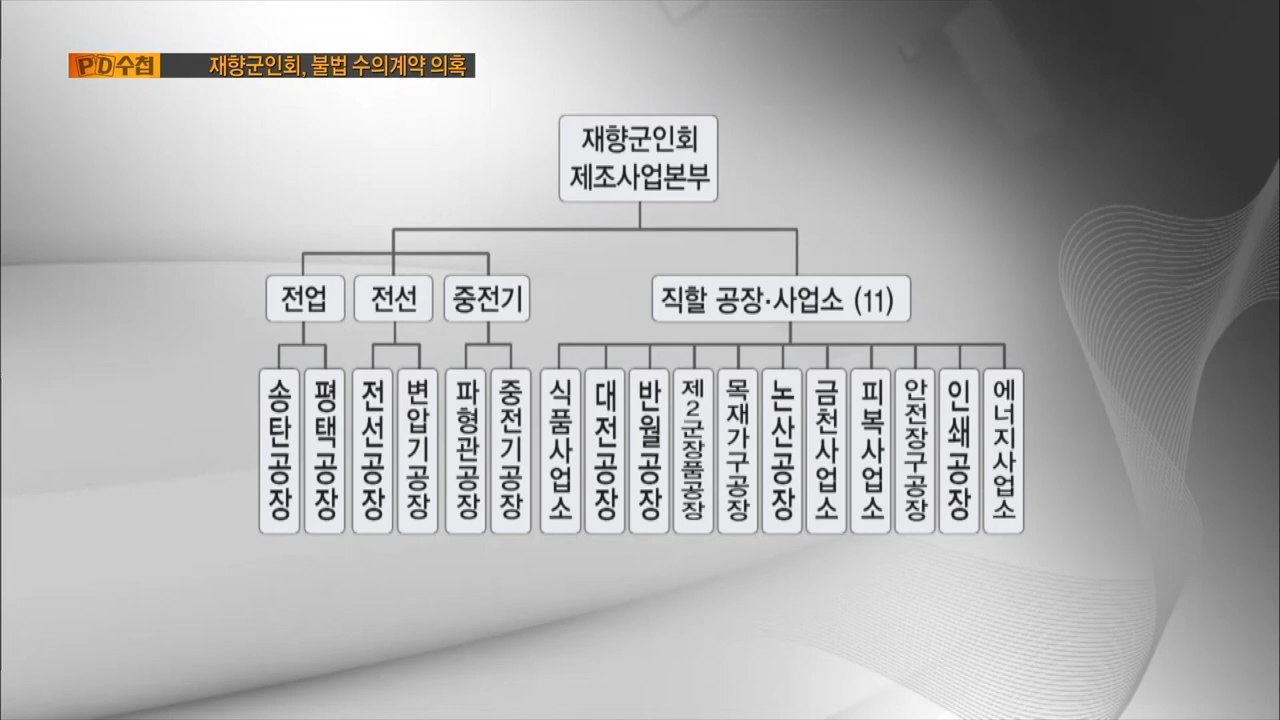 PD수첩 재향군인회, 불법 수의계약 의혹
재향군인회
제조사업본부
전업
전선
중전기
직할 공장·사업소 (11)
송탄공장
평택공장
전선공장
변압기공장
파형관공장
중전기공장
식품사업소
대전공장
반월공장
제2군장품공장
목재가구공장
논산공장
금천사업소
피복사업소
안전장구공장
인쇄공장
에너지사업소